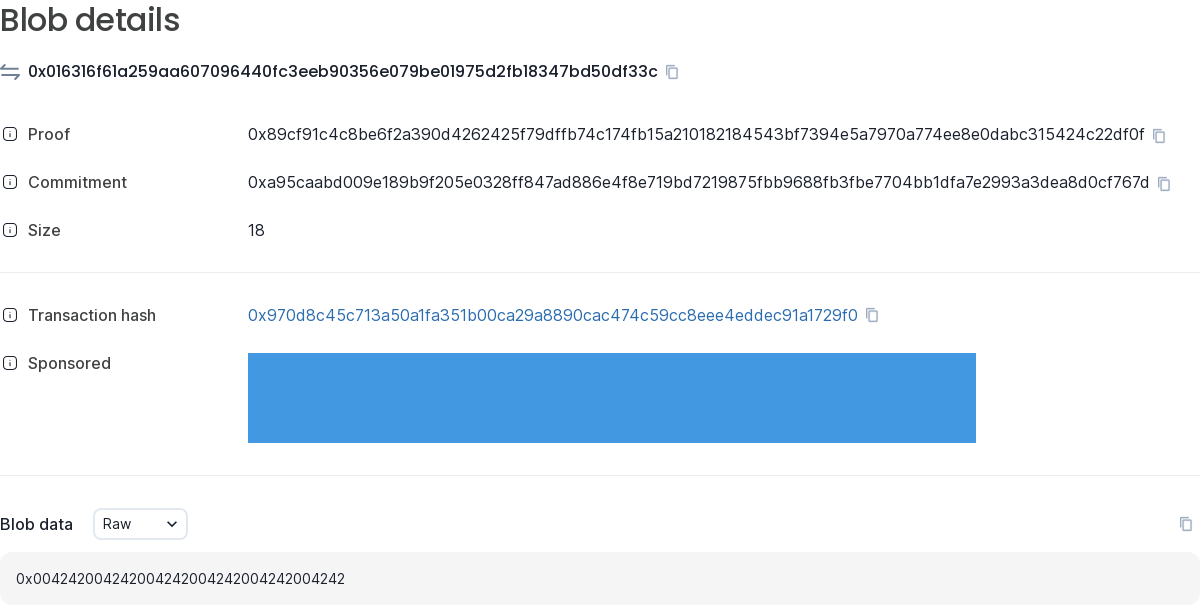 Blob details
0x016316f61a259aa607096440fc3eeb90356e079be01975d2fb18347bd50df33c
Proof 0x89cf91c4c8be6f2a390d4262425f79dffb74c174fb15a210182184543bf7394e5a7970a774ee8e0dabc315424c22df0f
Commitment 0xa95caabd009e189b9f205e0328ff847ad886e4f8e719bd7219875fbb9688fb3fbe7704bb1dfa7e2993a3dea8d0cf767d
Size 18
Transaction hash 0x970d8c45c713a50a1fa351b00ca29a8890cac474c59cc8eee4eddec91a1729f0
Sponsored
Blob data Raw
0x004242004242004242004242004242004242